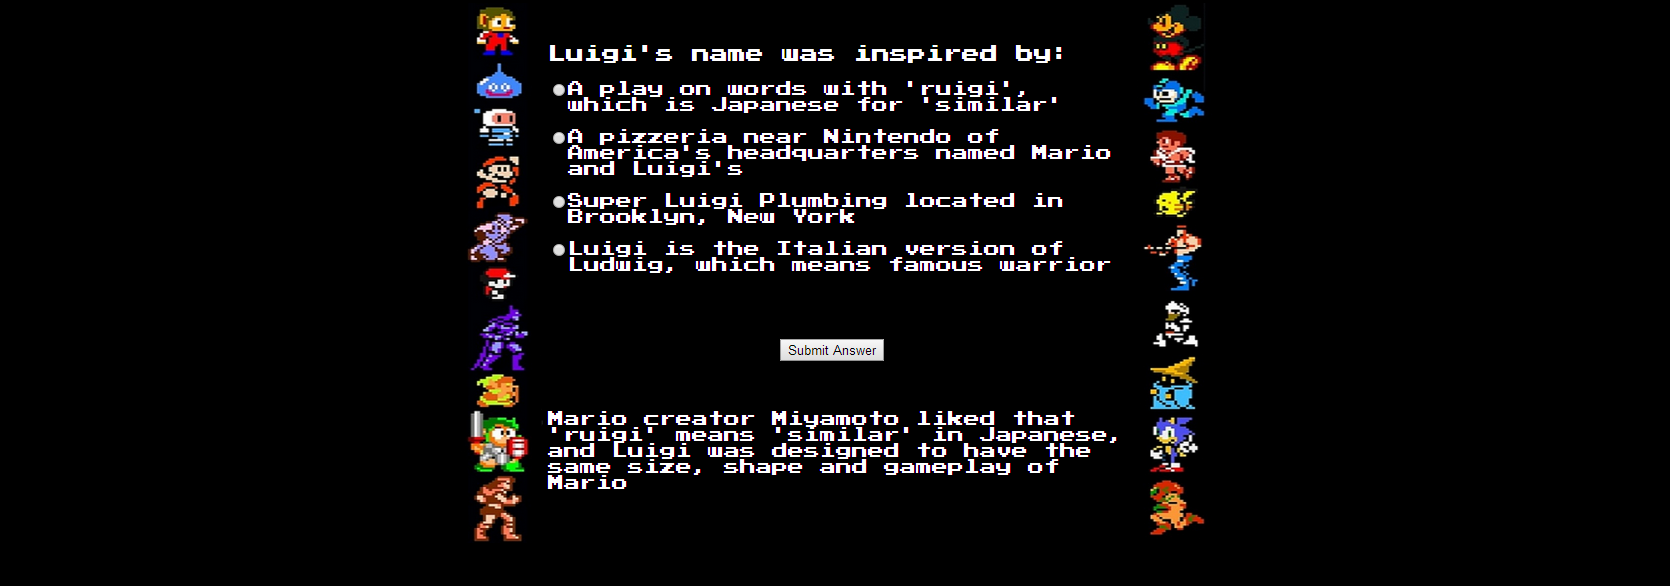 Luigi's name was inspired by:
A play on words with 'ruigi',
which is Japanese for 'similar'
A pizzeria near Nintendo of
America's headquarters named Mario
and Luigi's
Super Luigi Plumbing located in
Brooklyn, New York
Luigi is the Italian version of
Ludwig, which means famous warrior
Submit Answer
Mario creator Miyamoto liked that
'ruigi' means 'similar' in Japanese,
and Luigi was designed to have the
same size, shape and gameplay of
Mario